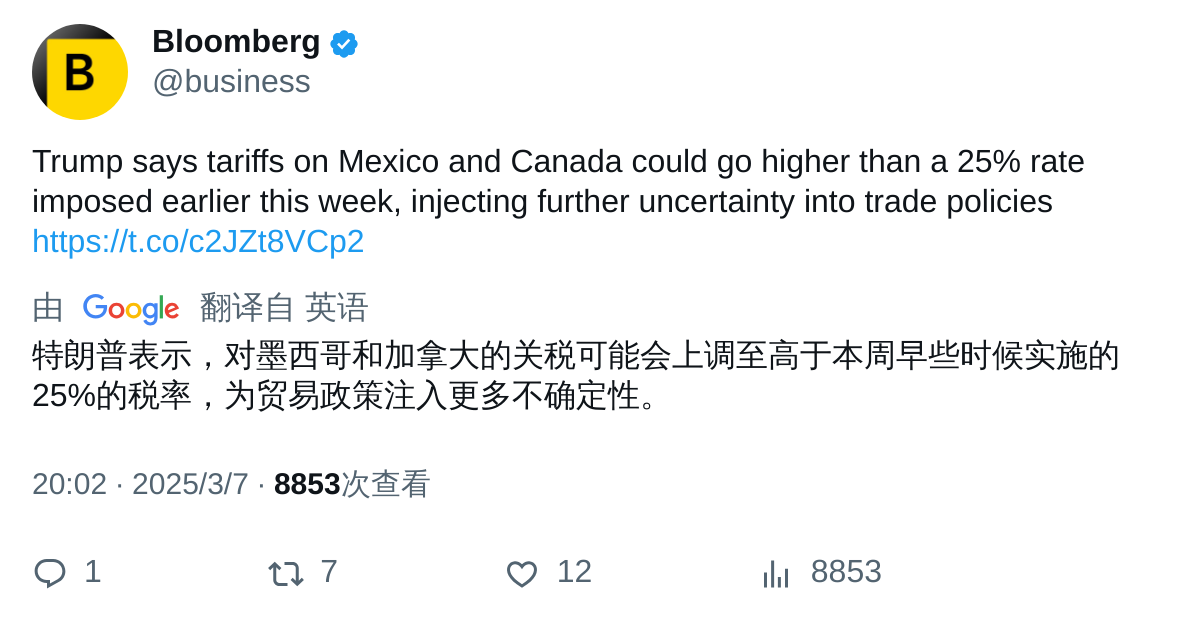 B
Bloomberg
@business
Trump says tariffs on Mexico and Canada could go higher than a 25% rate
imposed earlier this week, injecting further uncertainty into trade policies
https://t.co/c2JZt8VCp2
由 Google 翻译自 英语
特朗普表示，对墨西哥和加拿大的关税可能会上调至高于本周早些时候实施的
25%的税率，为贸易政策注入更多不确定性。
20:02 · 2025/3/7 · 8853次查看
1 7 12 8853